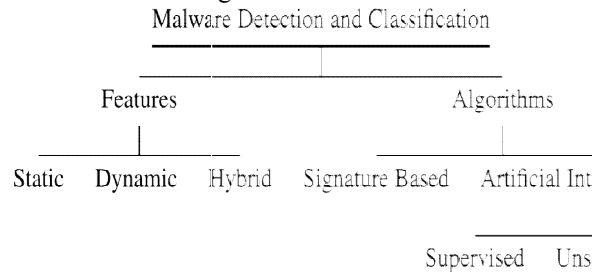 Malware Detection and Classification
Features Algorithms
Static Dynamic Hybrid Signature Based Artificial Int
Supervised Uns